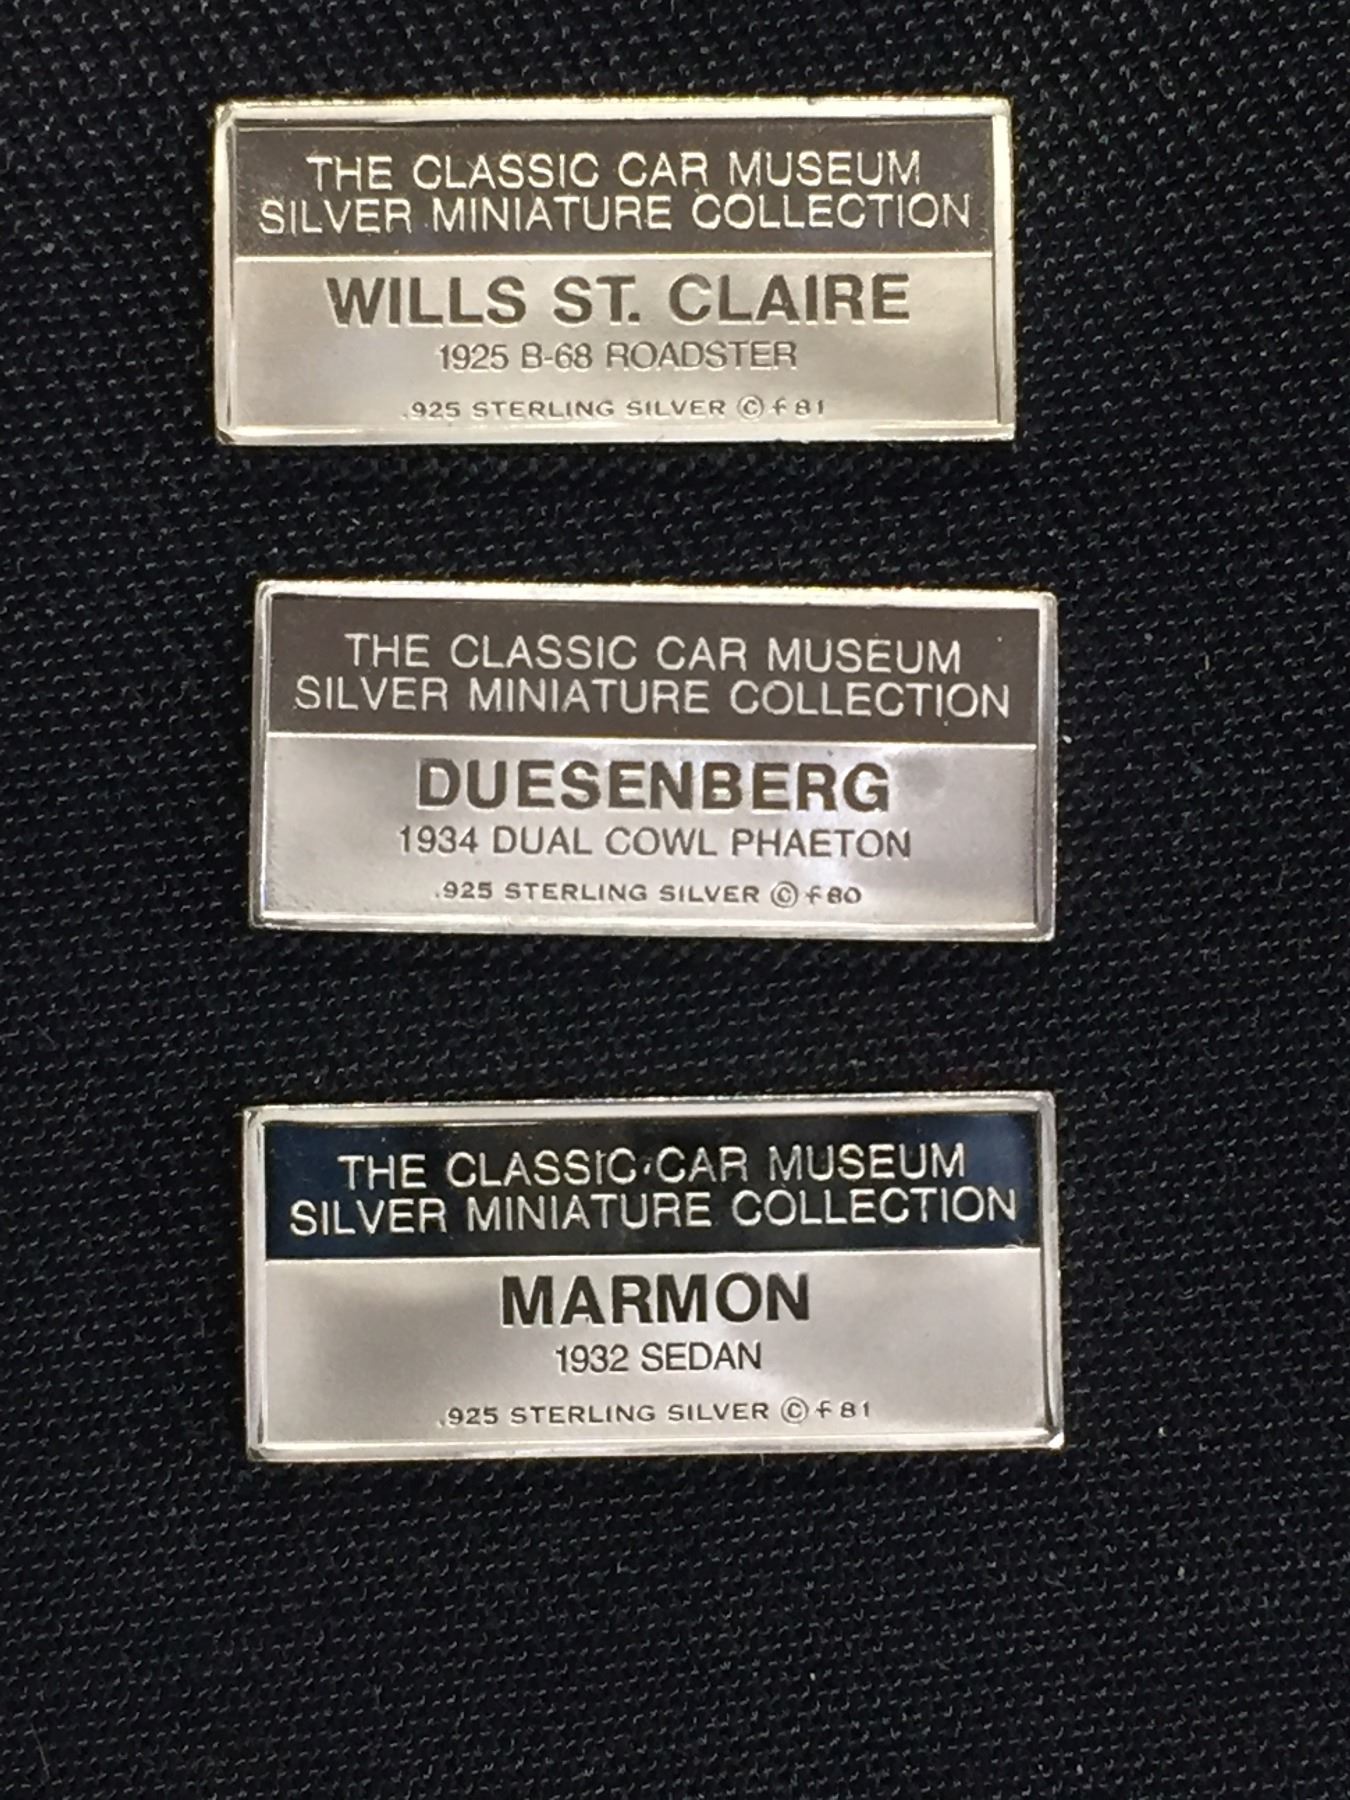 THE CLASSIC CAR MUSEUM
SILVER MINIATURE COLLECTION
WILLS ST. CLAIRE
1925 B-68 ROADSTER
.925 STERLING SILVER © f 81
THE CLASSIC CAR MUSEUM
SILVER MINIATURE COLLECTION
DUESENBERG
1934 DUAL COWL PHAETON
.925 STERLING SILVER © f 80
THE CLASSIC CAR MUSEUM
SILVER MINIATURE COLLECTION
MARMON
1932 SEDAN
.925 STERLING SILVER © f 81